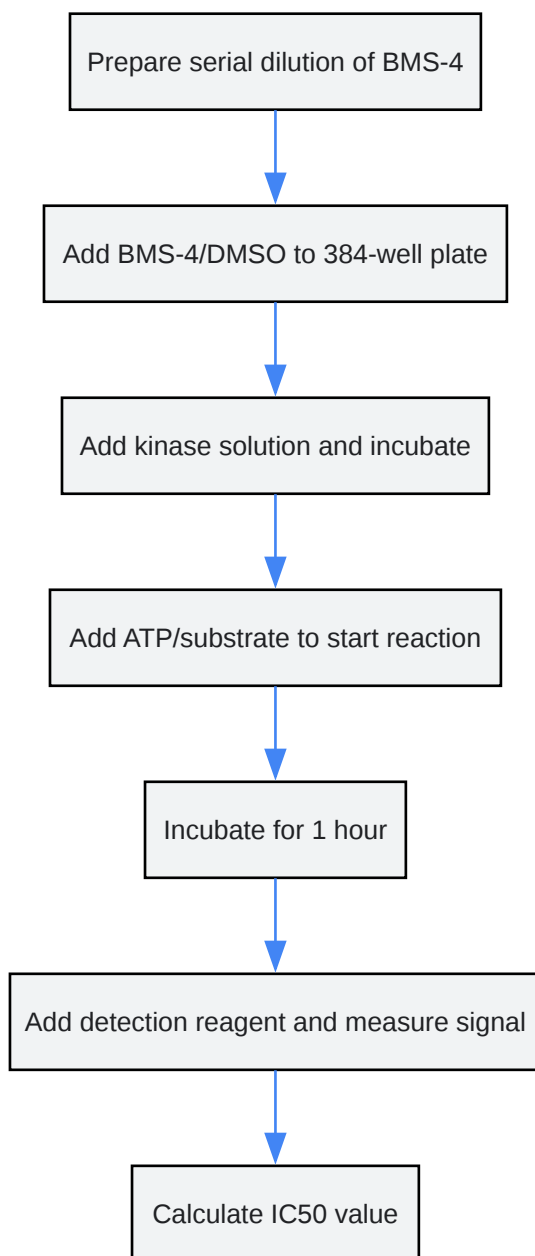 Prepare serial dilution of BMS-4
Add BMS-4/DMSO to 384-well plate
Add kinase solution and incubate
Add ATP/substrate to start reaction
Incubate for 1 hour
Add detection reagent and measure signal
Calculate IC50 value